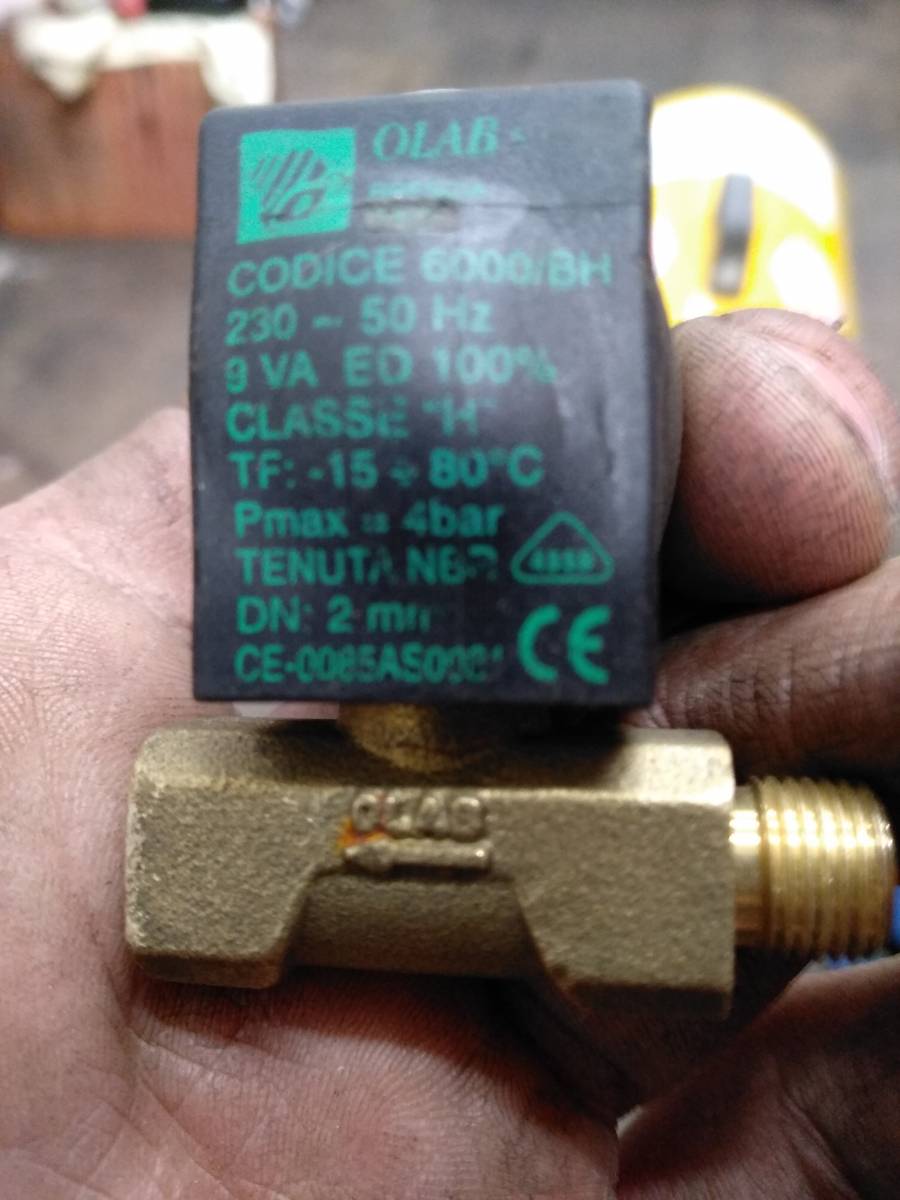 OLAB
CODICE 6000/BH
230 ~ 50 Hz
9 VA ED 100%
CLASSE "H"
TF: -15 ÷ 80°C
Pmax = 4bar
TENUTA NBR
DN: 2 mm
CE
OLAB